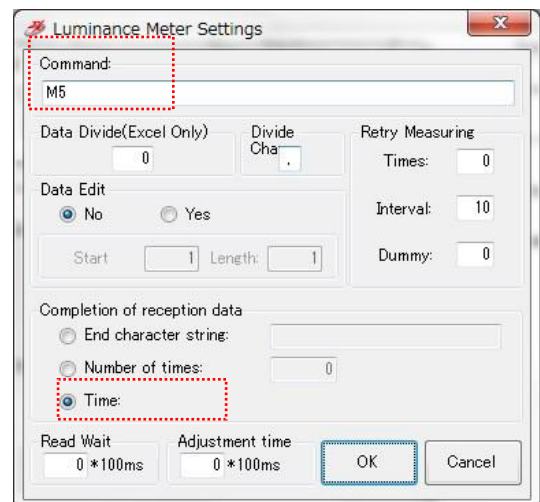 Luminance Meter Settings
Command:
M5
Data Divide(Excel Only)
0
Divide
Cha
.
Retry Measuring
Times: 0
Interval: 10
Dummy: 0
Data Edit
No Yes
Start 1 Length: 1
Completion of reception data
End character string:
Number of times: 0
Time:
Read Wait
0 *100ms
Adjustment time
0 *100ms
OK
Cancel